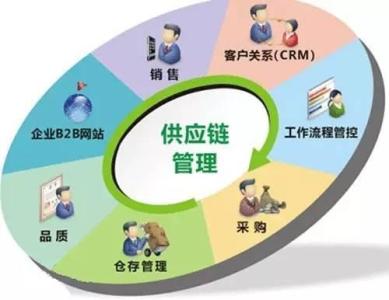 销售
客户关系(CRM)
工作流程管控
采购
仓存管理
品质
企业B2B网站
供应链
管理